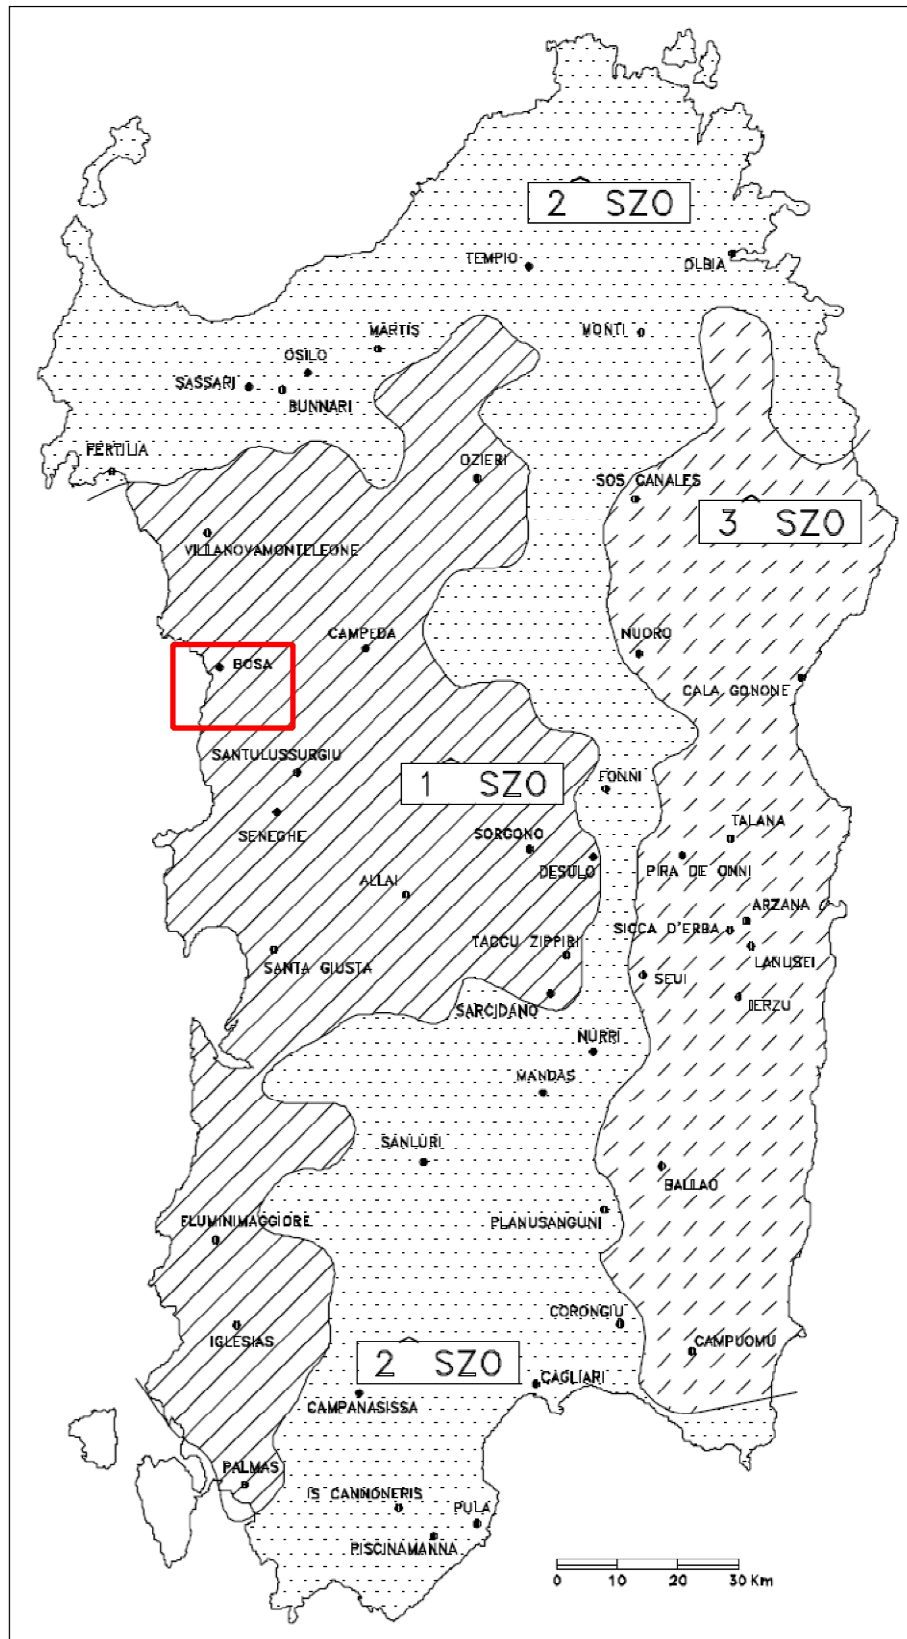 2^ SZO
TEMPIO
OLBIA
MARTIS
MONTI
OSILO
SASSARI
BUNNARI
FERTILIA
OZIERI
SOS CANALES
3^ SZO
VILLANOVAMONTELEONE
CAMPEDA
NUORO
BOSA
CALA GONONE
SANTULUSSURGIU
1^ SZO
FONNI
SENEGHE
SORGONO
TALANA
DESULO
PIRA DE ONNI
ALLAI
ARZANA
SICCA D'ERBA
TACCU ZIPPIRI
SANTA GIUSTA
LANUSEI
SEUI
SARCIDANO
IERZU
NURRI
MANDAS
SANLURI
BALLAO
FLUMINIMAGGIORE
PLANUSANGUNI
CORONGIU
IGLESIAS
CAMPUOMU
2^ SZO
CAGLIARI
CAMPANASISSA
PALMAS
IS CANNONERIS
PULA
PISCINAMANNA
0 10 20 30 Km